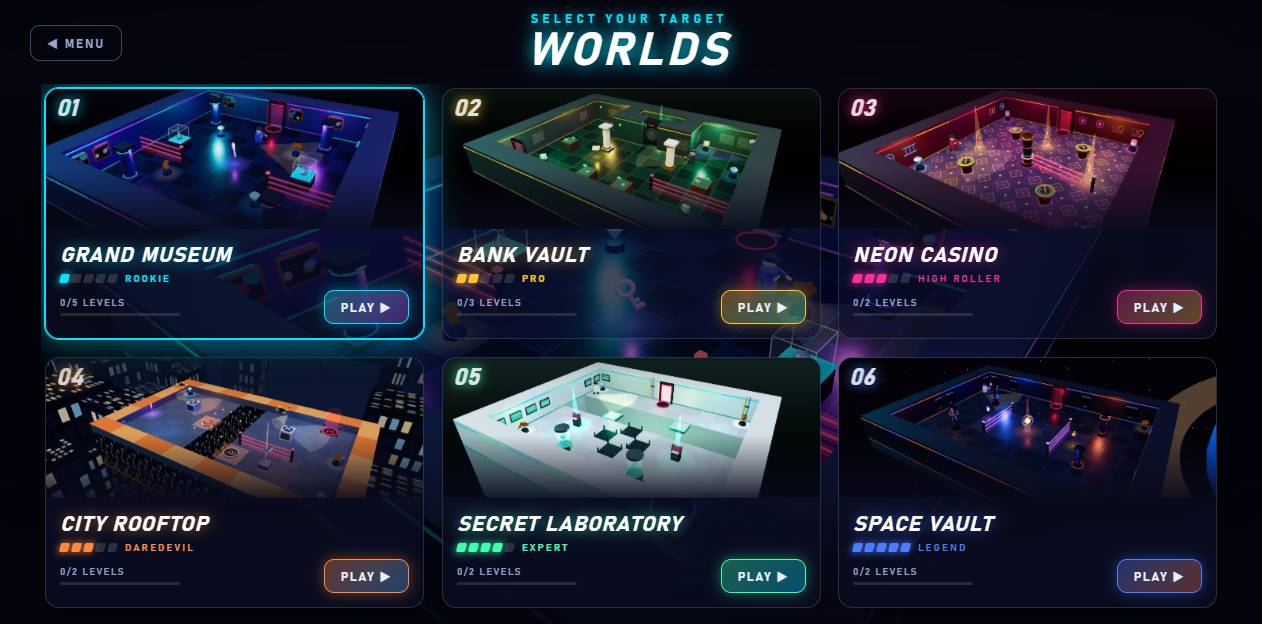 SELECT YOUR TARGET
◀ MENU
WORLDS
01
GRAND MUSEUM
ROOKIE
0/5 LEVELS
PLAY ▶
02
BANK VAULT
PRO
0/3 LEVELS
PLAY ▶
03
NEON CASINO
HIGH ROLLER
0/2 LEVELS
PLAY ▶
04
CITY ROOFTOP
DAREDEVIL
0/2 LEVELS
PLAY ▶
05
SECRET LABORATORY
EXPERT
0/2 LEVELS
PLAY ▶
06
SPACE VAULT
LEGEND
0/2 LEVELS
PLAY ▶